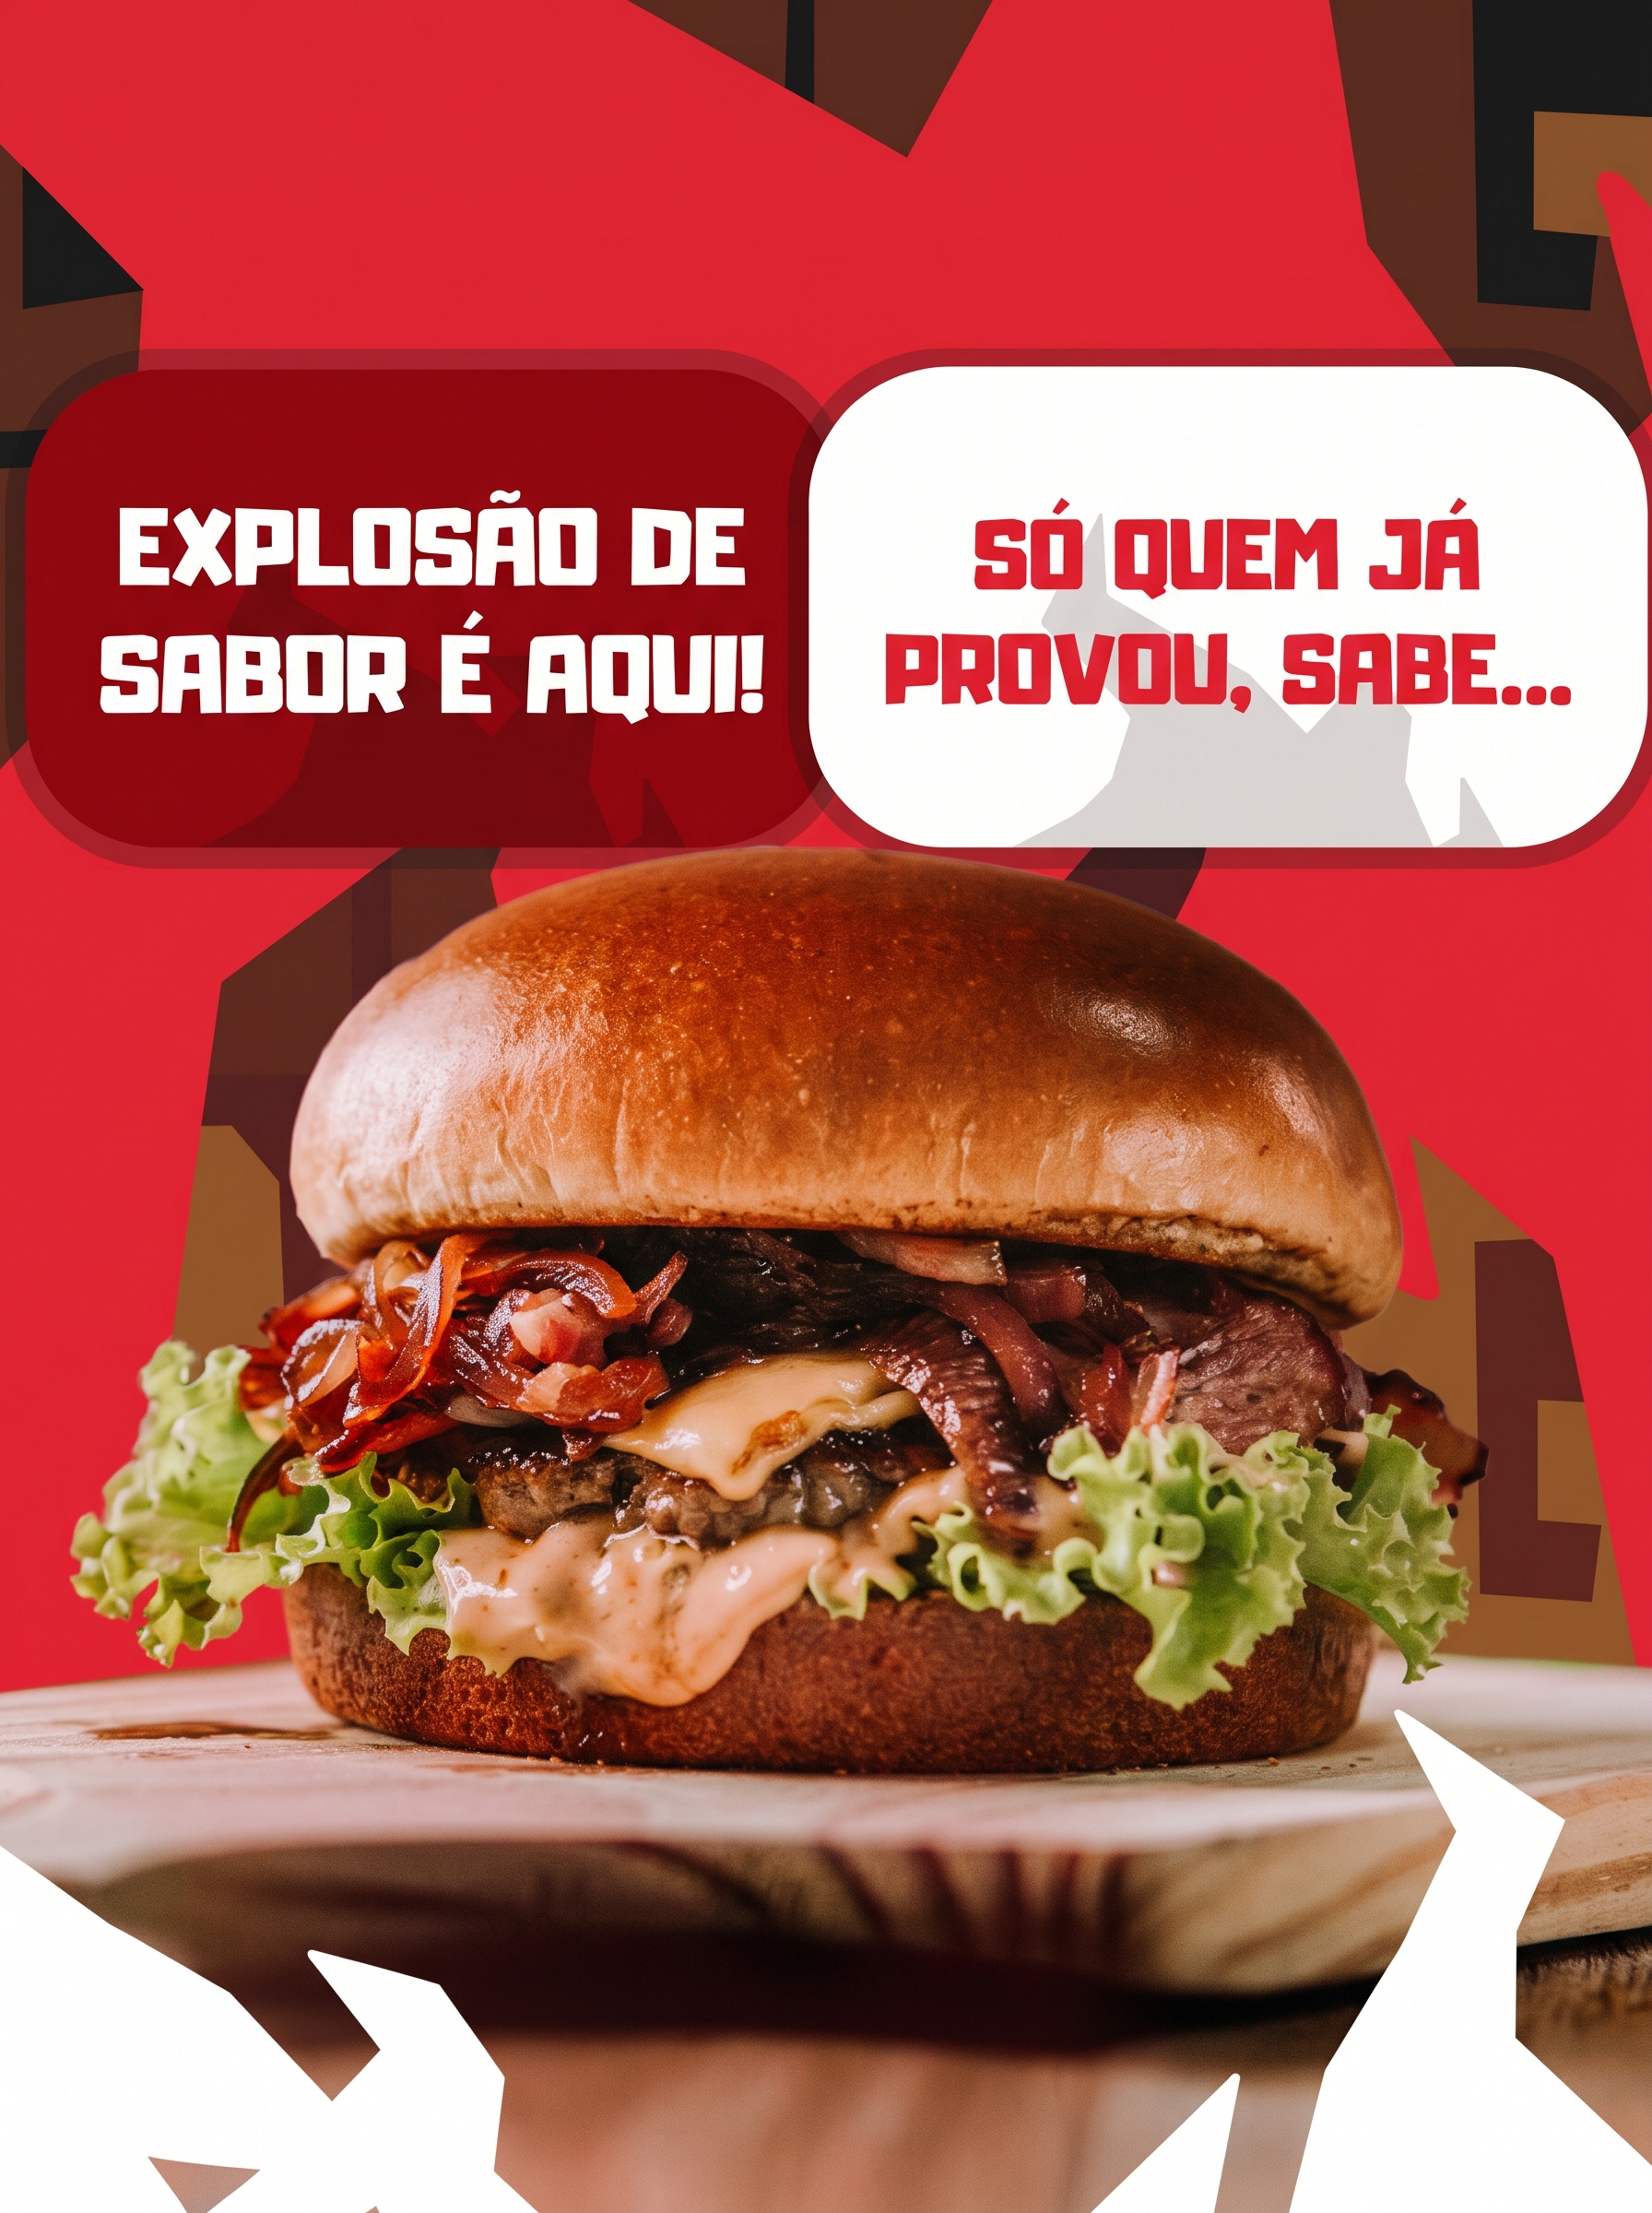 EXPLOSÃO DE
SABOR É AQUI!
SÓ QUEM JÁ
PROVOU, SABE...